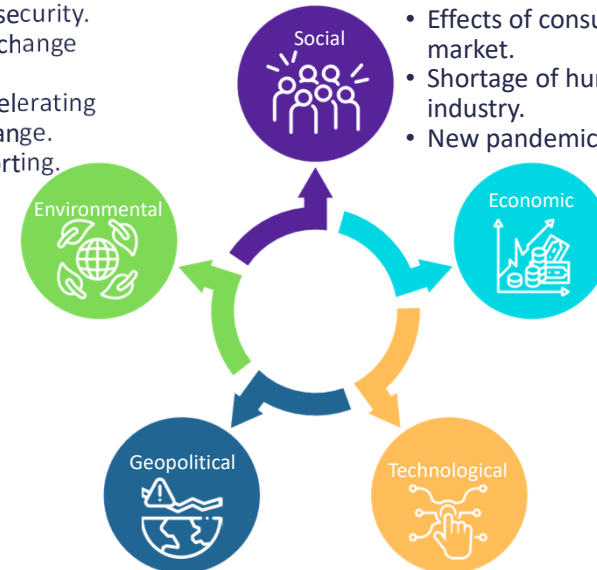 security.
change
elerating
ange.
orting.
Social
• Effects of consu
market.
• Shortage of hu
industry.
• New pandemic
Environmental
Economic
Geopolitical
Technological